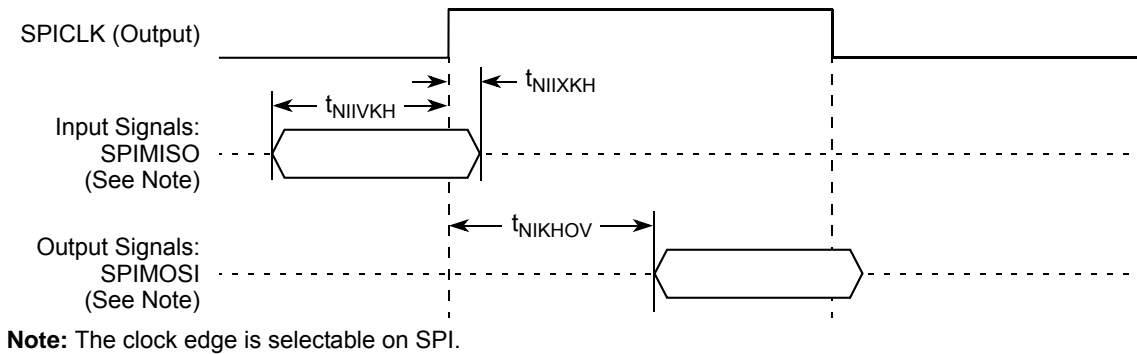 SPICLK (Output)
t_NIIXKH
t_NIIVKH
Input Signals:
SPIMISO
(See Note)
t_NIKHOV
Output Signals:
SPIMOSI
(See Note)
Note: The clock edge is selectable on SPI.